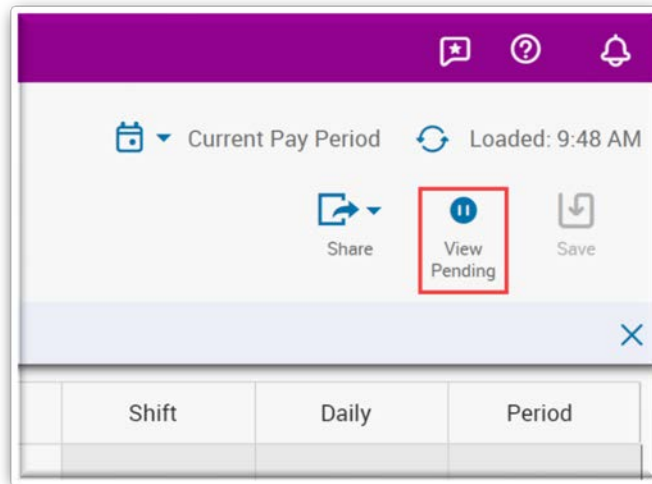 Current Pay Period Loaded: 9:48 AM
Share
View
Pending
Save
Shift Daily Period